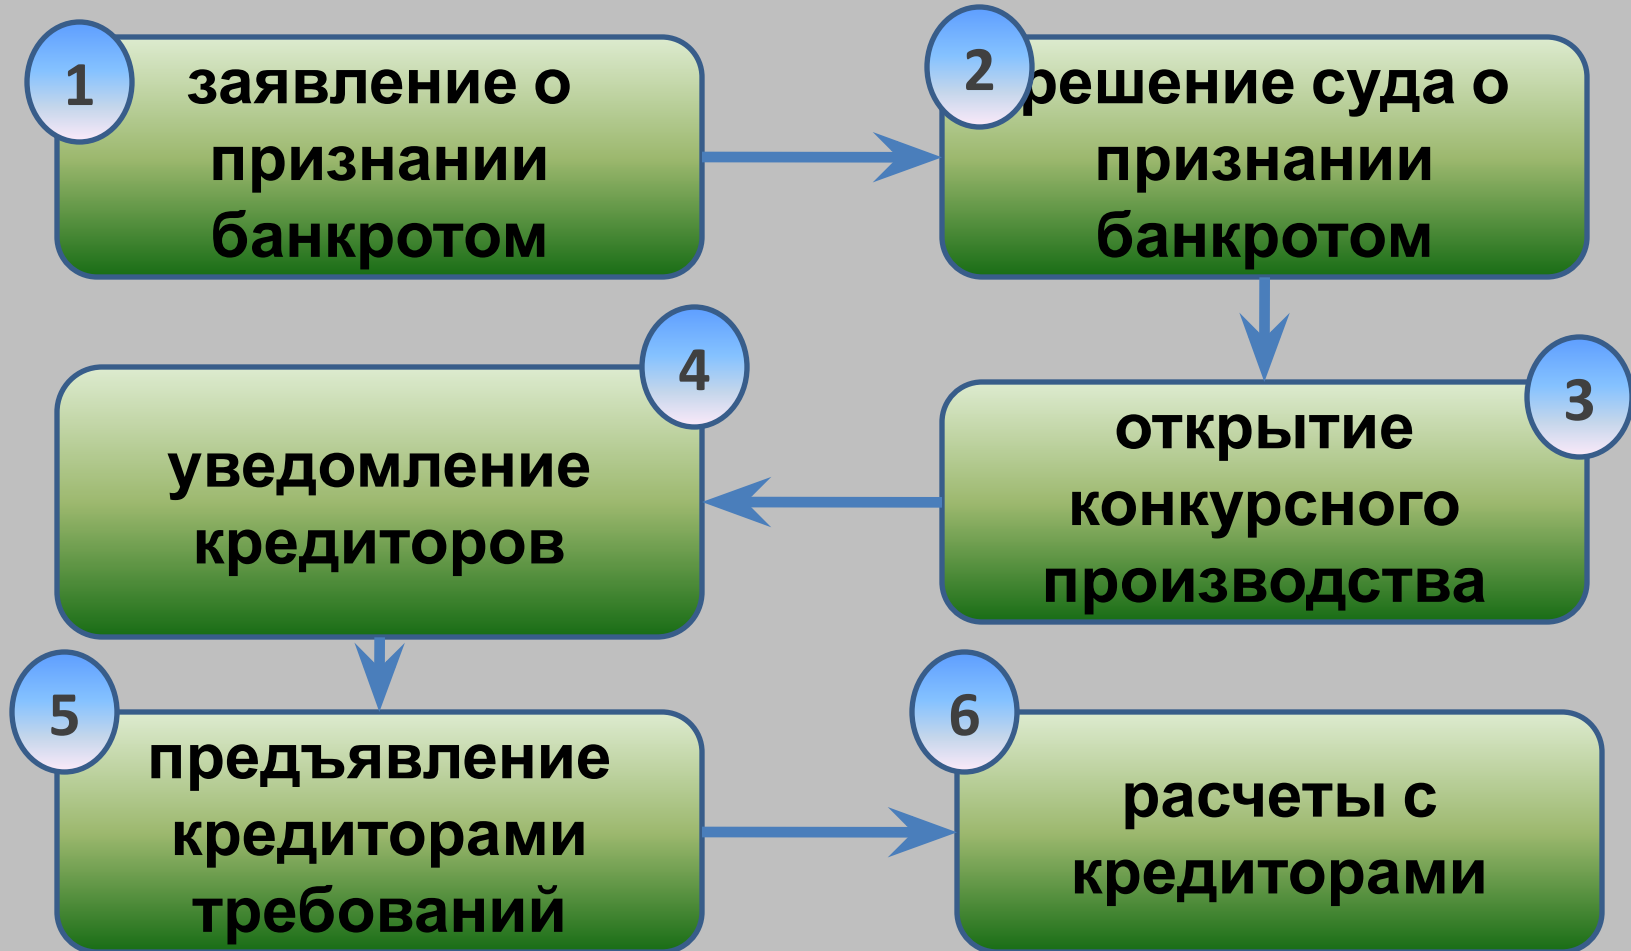 1
заявление о
признании
банкротом
2
решение суда о
признании
банкротом
3
открытие
конкурсного
производства
4
уведомление
кредиторов
5
предъявление
кредиторами
требований
6
расчеты с
кредиторами